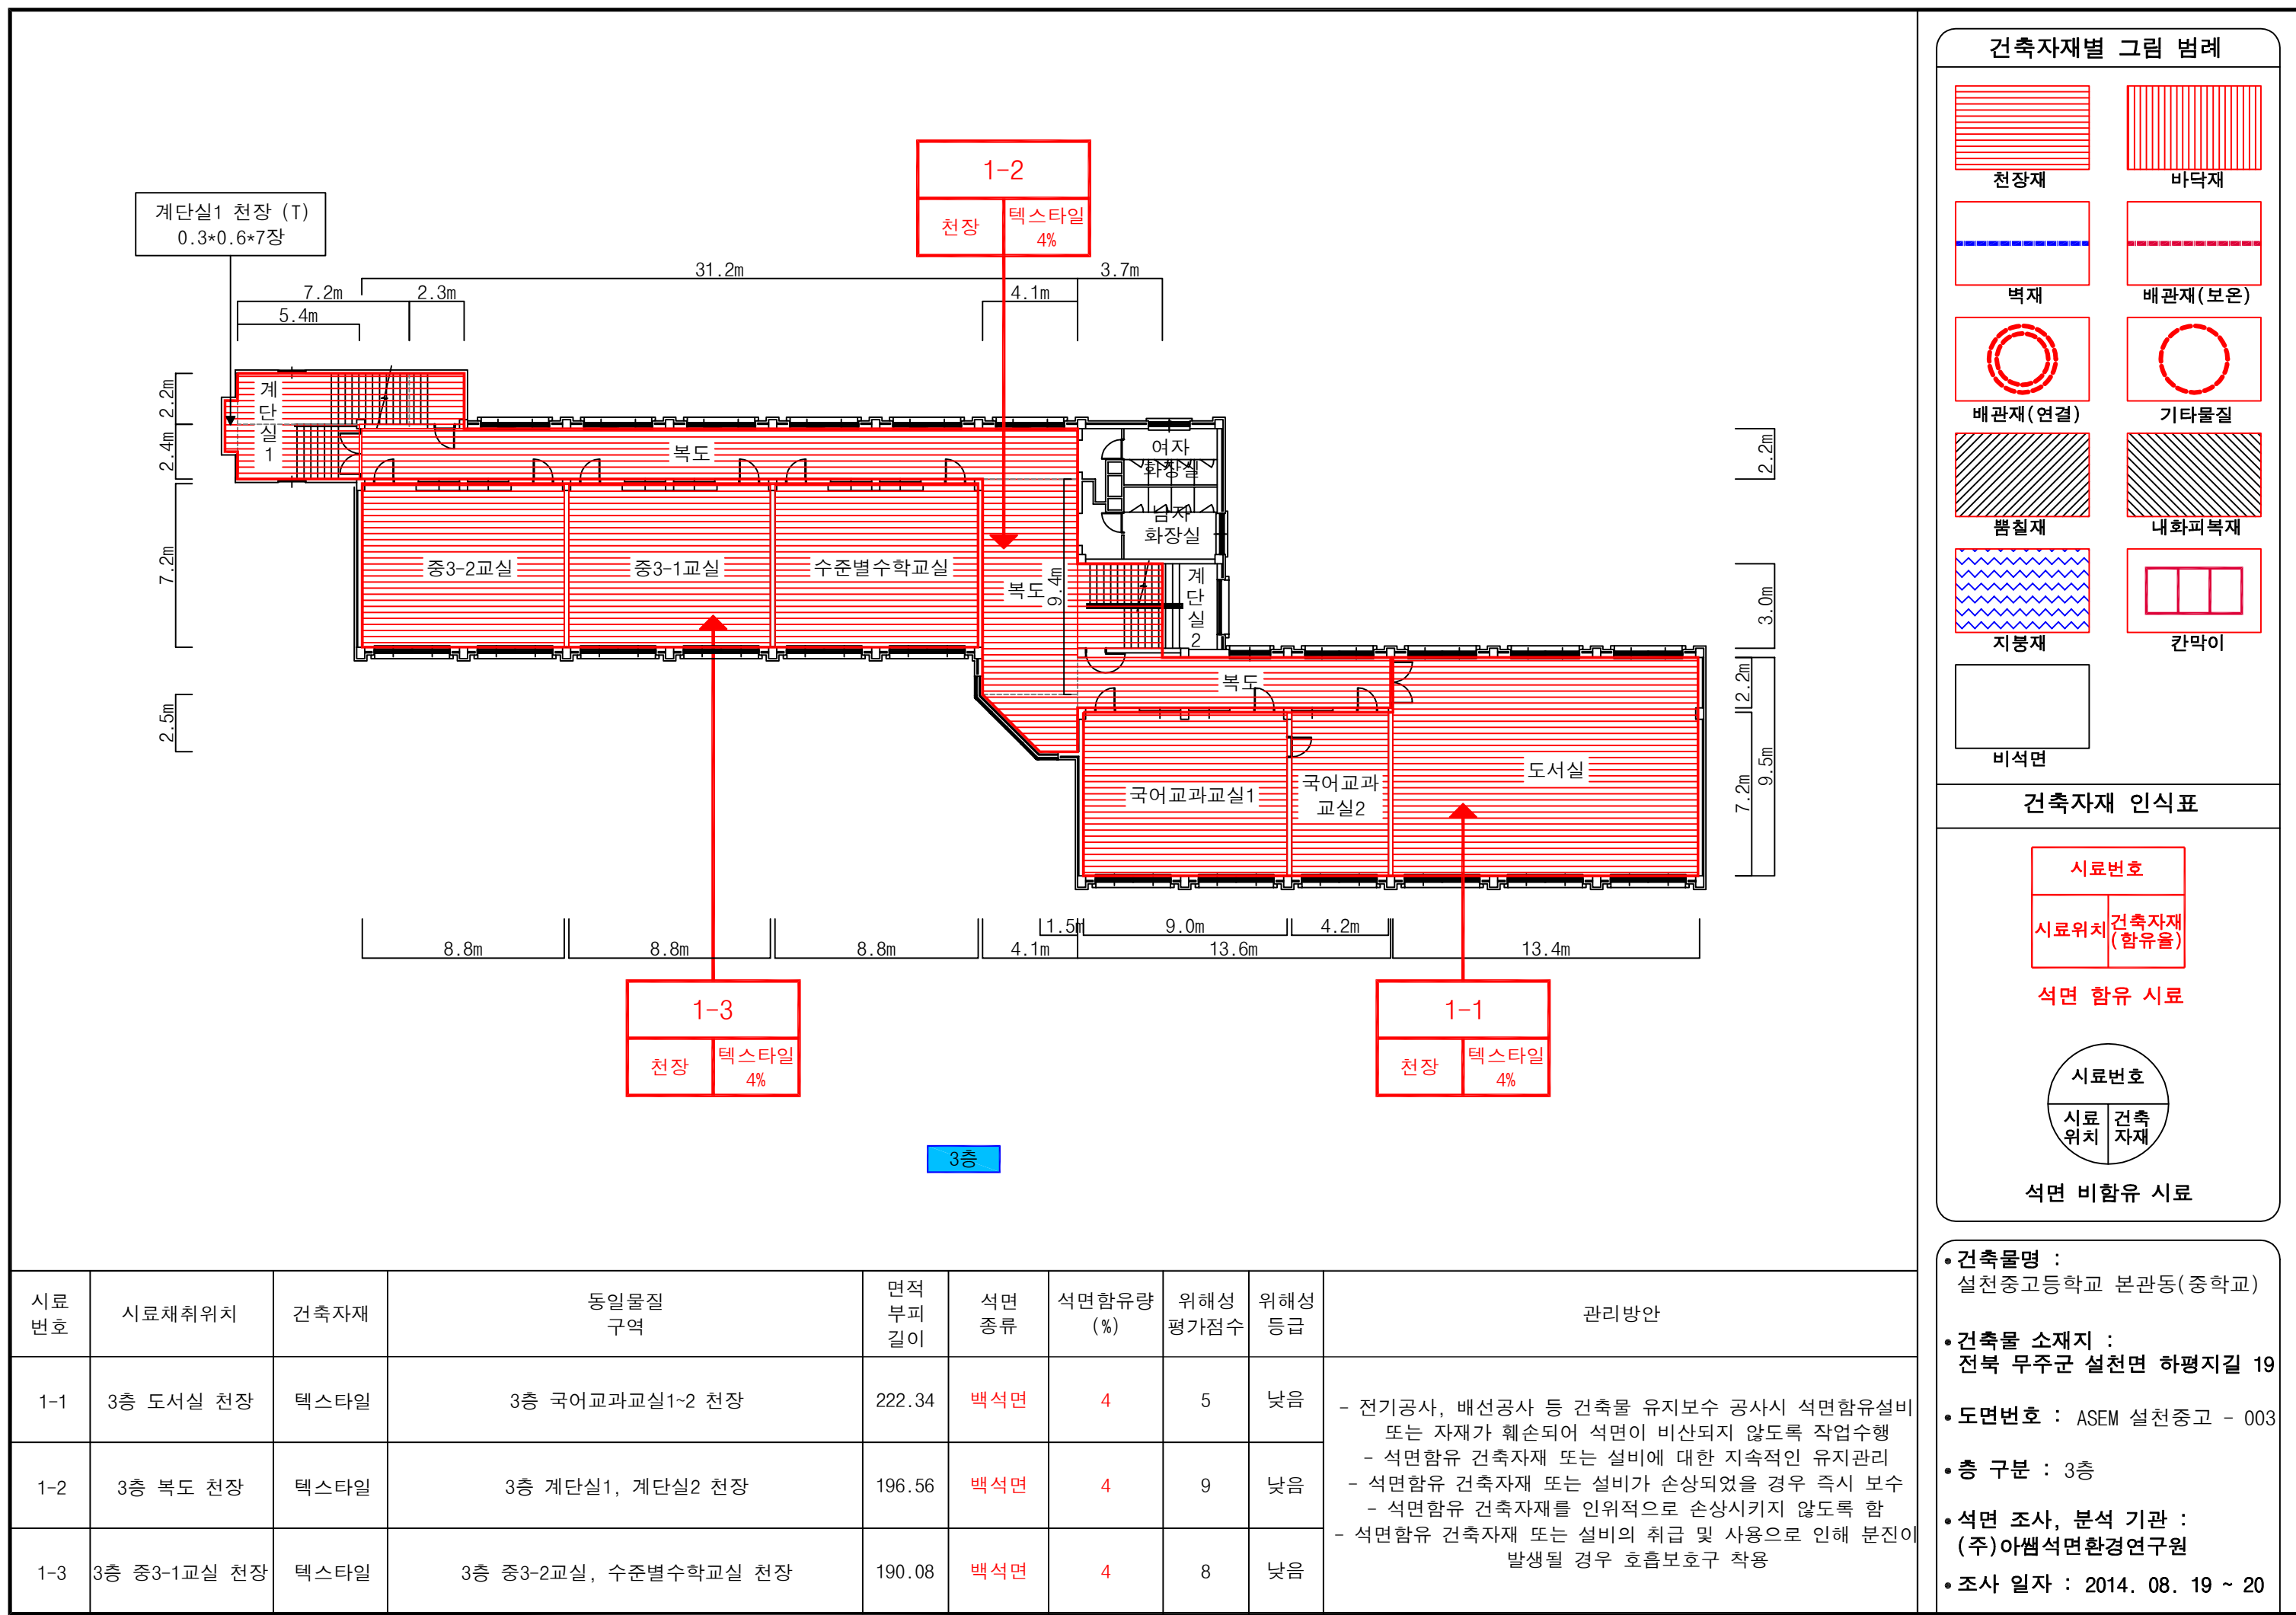 1-2
천장
텍스타일
4%
계단실1 천장 (T)
0.3*0.6*7장
31.2m
3.7m
7.2m
2.3m
4.1m
5.4m
2.2m
2.4m
7.2m
2.5m
계
단
실
1
복도
여자
화장실
남자
화장실
중3-2교실
중3-1교실
수준별수학교실
복도
9.4m
계
단
실
2
복도
국어교과교실1
국어교과
교실2
도서실
2.2m
3.0m
2.2m
7.2m
9.5m
1.5m
9.0m
4.2m
8.8m
8.8m
8.8m
4.1m
13.6m
13.4m
1-3
천장
텍스타일
4%
1-1
천장
텍스타일
4%
3층
시료
번호
시료채취위치
건축자재
동일물질
구역
면적
부피
길이
석면
종류
석면함유량
(%)
위해성
평가점수
위해성
등급
관리방안
1-1 3층 도서실 천장 텍스타일 3층 국어교과교실1~2 천장 222.34 백석면 4 5 낮음
1-2 3층 복도 천장 텍스타일 3층 계단실1, 계단실2 천장 196.56 백석면 4 9 낮음
1-3 3층 중3-1교실 천장 텍스타일 3층 중3-2교실, 수준별수학교실 천장 190.08 백석면 4 8 낮음
- 전기공사, 배선공사 등 건축물 유지보수 공사시 석면함유설비
또는 자재가 훼손되어 석면이 비산되지 않도록 작업수행
- 석면함유 건축자재 또는 설비에 대한 지속적인 유지관리
- 석면함유 건축자재 또는 설비가 손상되었을 경우 즉시 보수
- 석면함유 건축자재를 인위적으로 손상시키지 않도록 함
- 석면함유 건축자재 또는 설비의 취급 및 사용으로 인해 분진이
발생될 경우 호흡보호구 착용
건축자재별 그림 범례
천장재
바닥재
벽재
배관재(보온)
배관재(연결)
기타물질
뿜칠재
내화피복재
지붕재
칸막이
비석면
건축자재 인식표
시료번호
시료위치
건축자재
(함유율)
석면 함유 시료
시료번호
시료
위치
건축
자재
석면 비함유 시료
• 건축물명 :
설천중고등학교 본관동(중학교)
• 건축물 소재지 :
전북 무주군 설천면 하평지길 19
• 도면번호 : ASEM 설천중고 - 003
• 층 구분 : 3층
• 석면 조사, 분석 기관 :
(주)아쌤석면환경연구원
• 조사 일자 : 2014. 08. 19 ~ 20